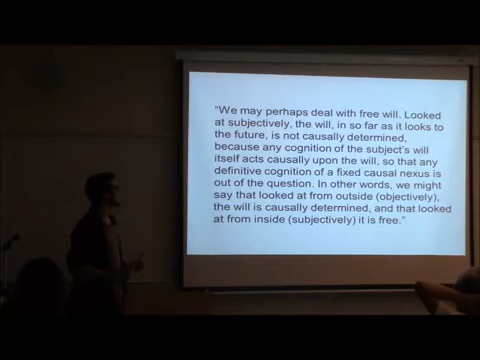 "We may perhaps deal with free will. Looked
at subjectively, the will, in so far as it looks to
the future, is not causally determined,
because any cognition of the subject's will
itself acts causally upon the will, so that any
definitive cognition of a fixed causal nexus is
out of the question. In other words, we might
say that looked at from outside (objectively),
the will is causally determined, and that looked
at from inside (subjectively) it is free."